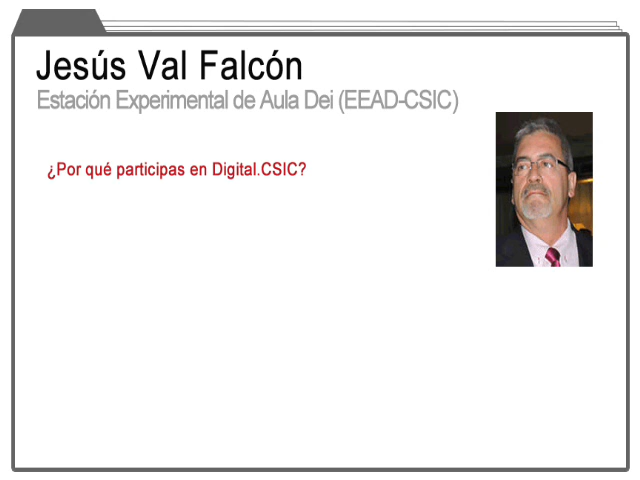 Jesús Val Falcón
Estación Experimental de Aula Dei (EEAD-CSIC)
¿Por qué participas en Digital.CSIC?